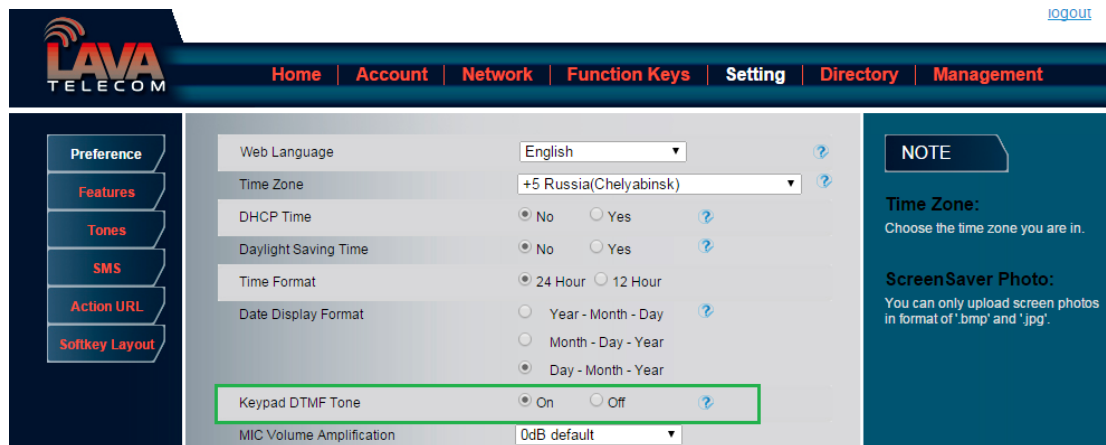 logout
LAVA
TELECOM
Home Account Network Function Keys Setting Directory Management
Preference
Features
Tones
SMS
Action URL
Softkey Layout
Web Language English
Time Zone +5 Russia(Chelyabinsk)
DHCP Time No Yes
Daylight Saving Time No Yes
Time Format 24 Hour 12 Hour
Date Display Format Year - Month - Day
Month - Day - Year
Day - Month - Year
Keypad DTMF Tone On Off
MIC Volume Amplification 0dB default
NOTE
Time Zone:
Choose the time zone you are in.
ScreenSaver Photo:
You can only upload screen photos
in format of '.bmp' and '.jpg'.